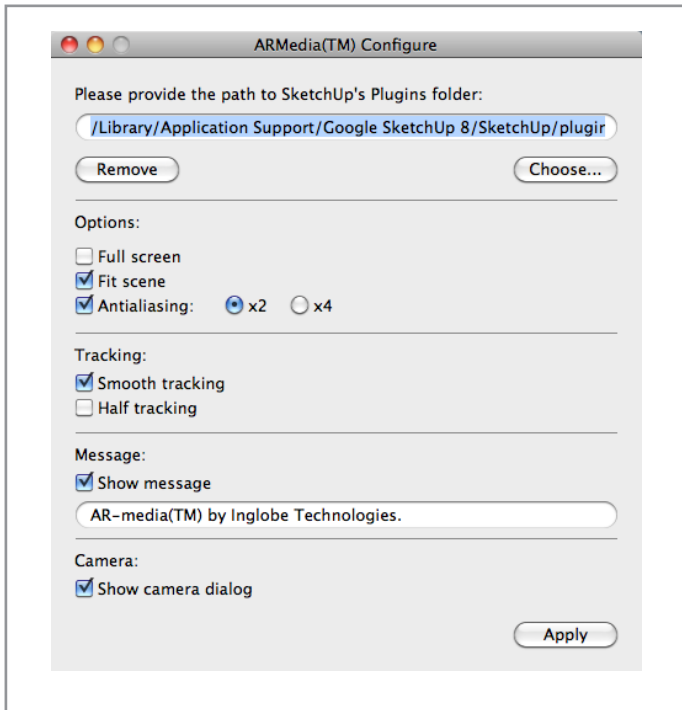 ARMedia(TM) Configure
Please provide the path to SketchUp's Plugins folder:
/Library/Application Support/Google SketchUp 8/SketchUp/plugin
Remove Choose...
Options:
Full screen
Fit scene
Antialiasing: x2 x4
Tracking:
Smooth tracking
Half tracking
Message:
Show message
AR-media(TM) by Inglobe Technologies.
Camera:
Show camera dialog
Apply